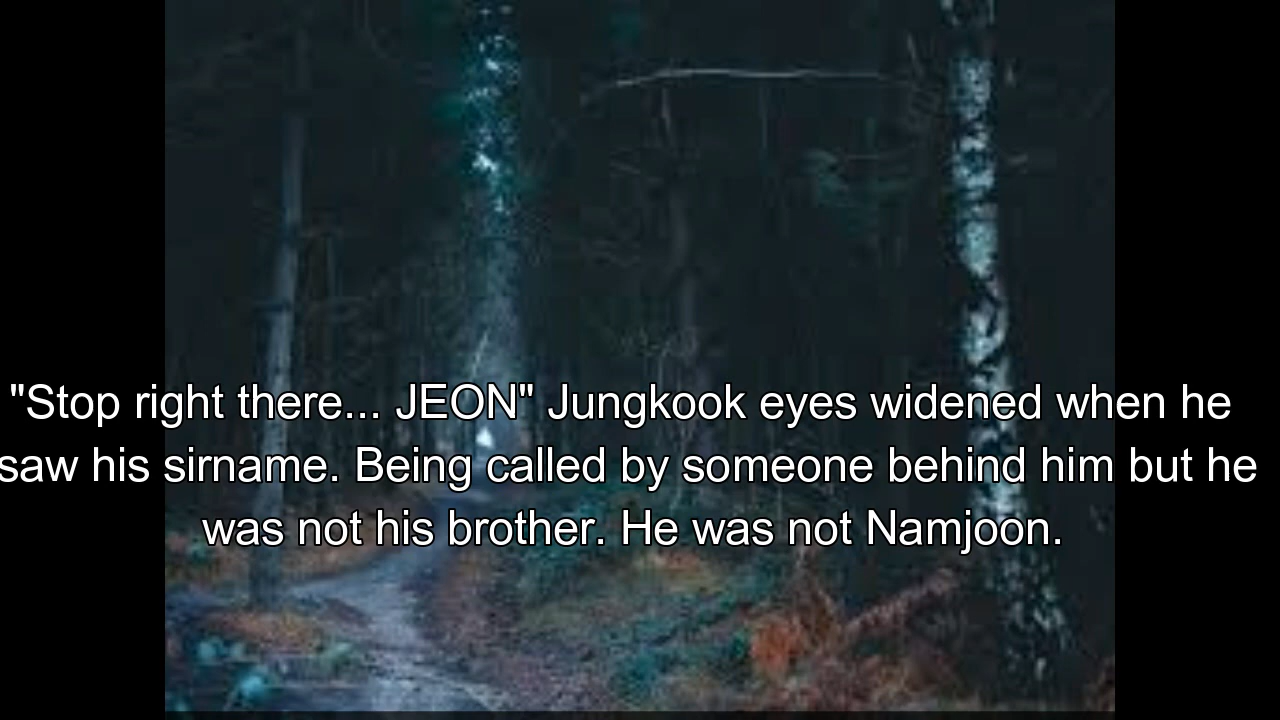 "Stop right there... JEON" Jungkook eyes widened when he
saw his sirname. Being called by someone behind him but he
was not his brother. He was not Namjoon.